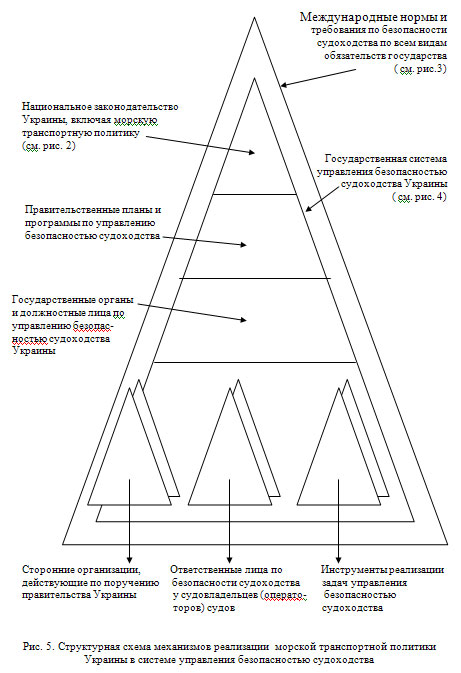 Международные нормы и
требования по безопасности
судоходства по всем видам
обязательств государства
( см. рис.3)
Национальное законодательство
Украины, включая морскую
транспортную политику
(см. рис. 2)
Государственная система
управления безопасностью
судоходства Украины
( см. рис. 4)
Правительственные планы и
программы по управлению
безопасностью судоходства
Государственные органы
и должностные лица по
управлению безопас-
ностью судоходства
Украины
Сторонние организации,
действующие по поручению
правительства Украины
Ответственные лица по
безопасности судоходства
у судовладельцев (операто-
торов) судов
Инструменты реализации
задач управления
безопасностью
судоходства
Рис. 5. Структурная схема механизмов реализации морской транспортной политики
Украины в системе управления безопасностью судоходства